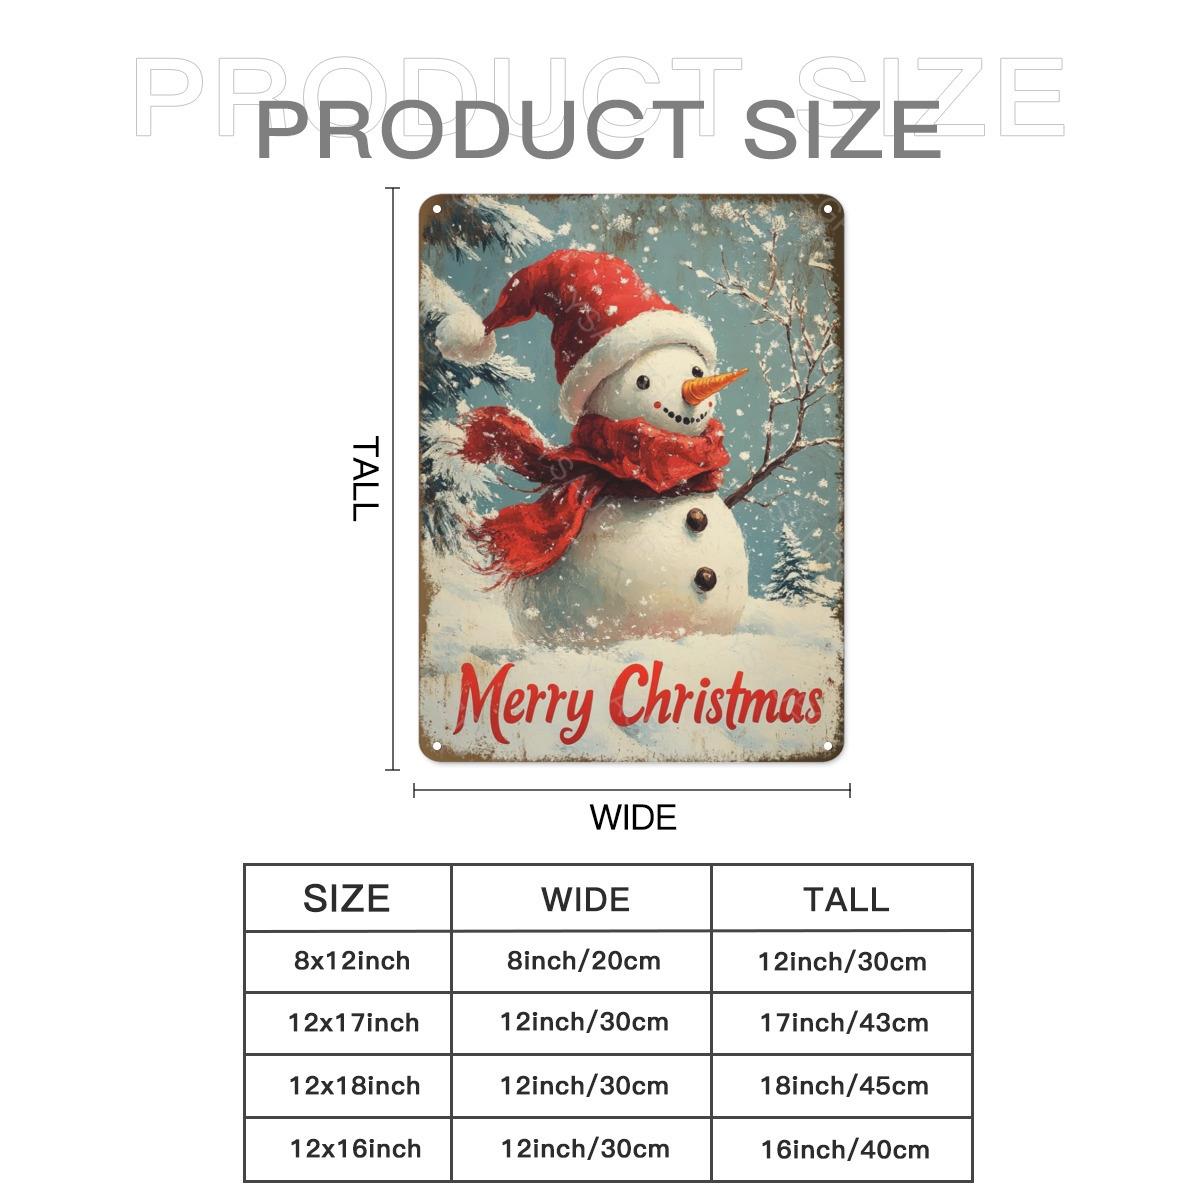 PRODUCT SIZE
PRODUCT SIZE
TALL
Merry Christmas
WIDE
SIZE WIDE TALL
8x12inch 8inch/20cm 12inch/30cm
12x17inch 12inch/30cm 17inch/43cm
12x18inch 12inch/30cm 18inch/45cm
12x16inch 12inch/30cm 16inch/40cm